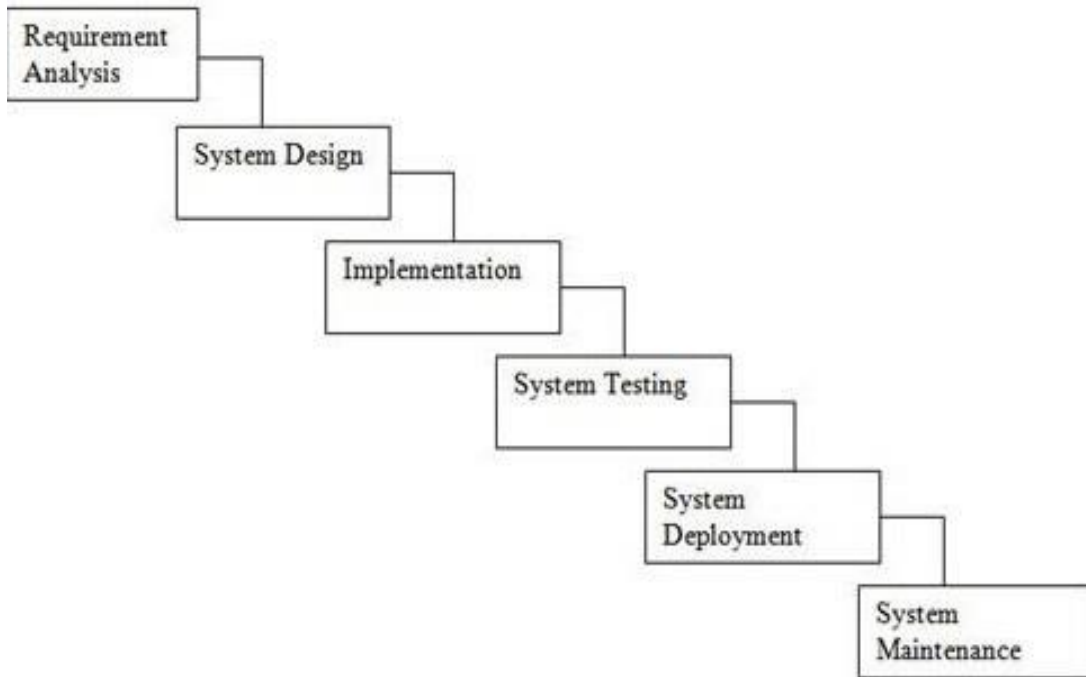 Requirement
Analysis
System Design
Implementation
System Testing
System
Deployment
System
Maintenance